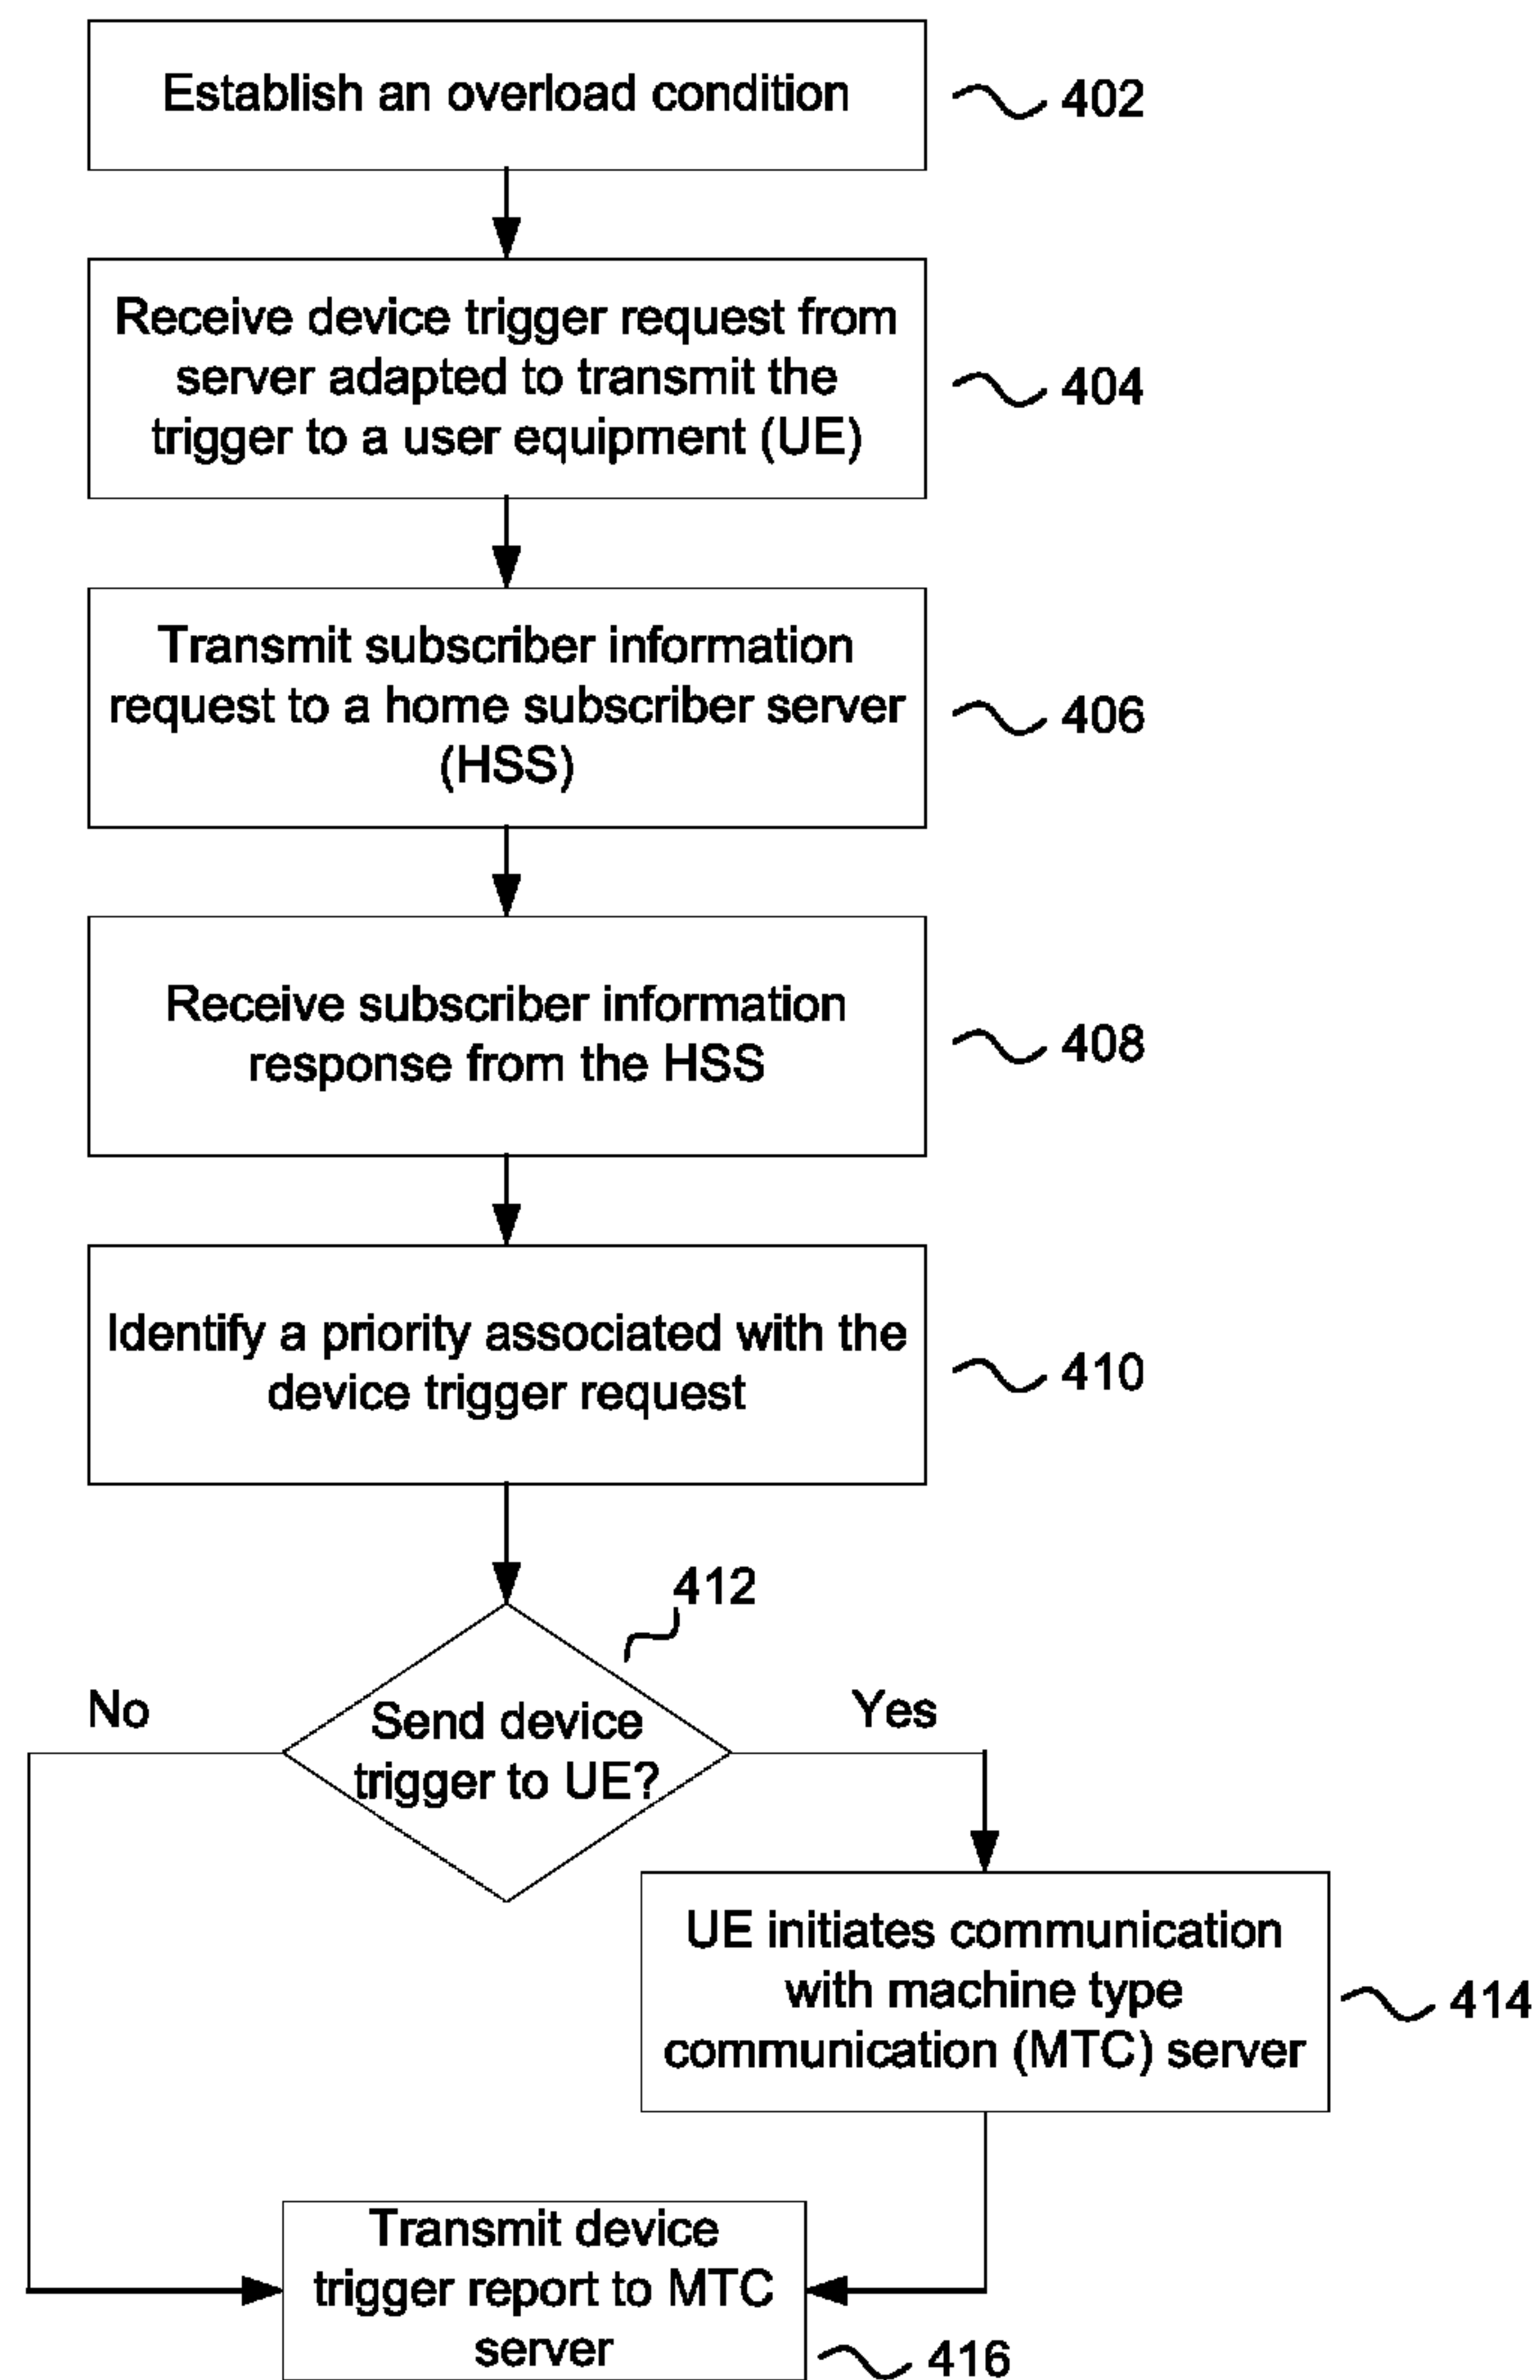 Establish an overload condition
402
Receive device trigger request from
server adapted to transmit the
trigger to a user equipment (UE)
404
Transmit subscriber information
request to a home subscriber server
(HSS)
406
Receive subscriber information
response from the HSS
408
Identify a priority associated with the
device trigger request
410
412
No
Send device
trigger to UE?
Yes
UE initiates communication
with machine type
communication (MTC) server
414
Transmit device
trigger report to MTC
server
416